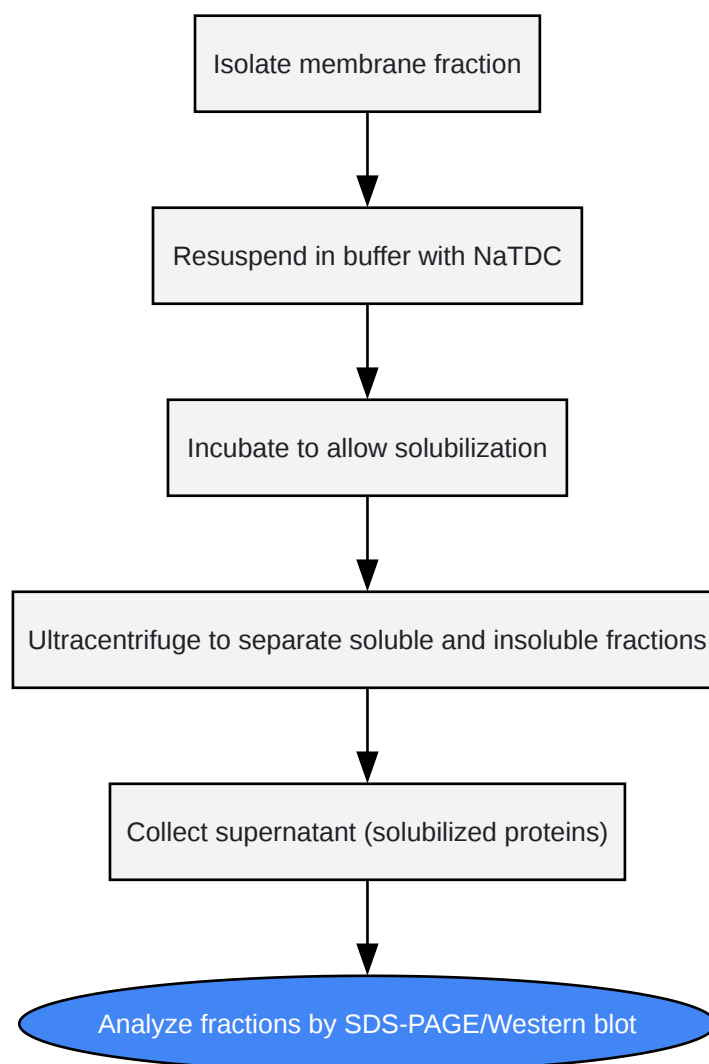 Isolate membrane fraction
Resuspend in buffer with NaTDC
Incubate to allow solubilization
Ultracentrifuge to separate soluble and insoluble fractions
Collect supernatant (solubilized proteins)
Analyze fractions by SDS-PAGE/Western blot